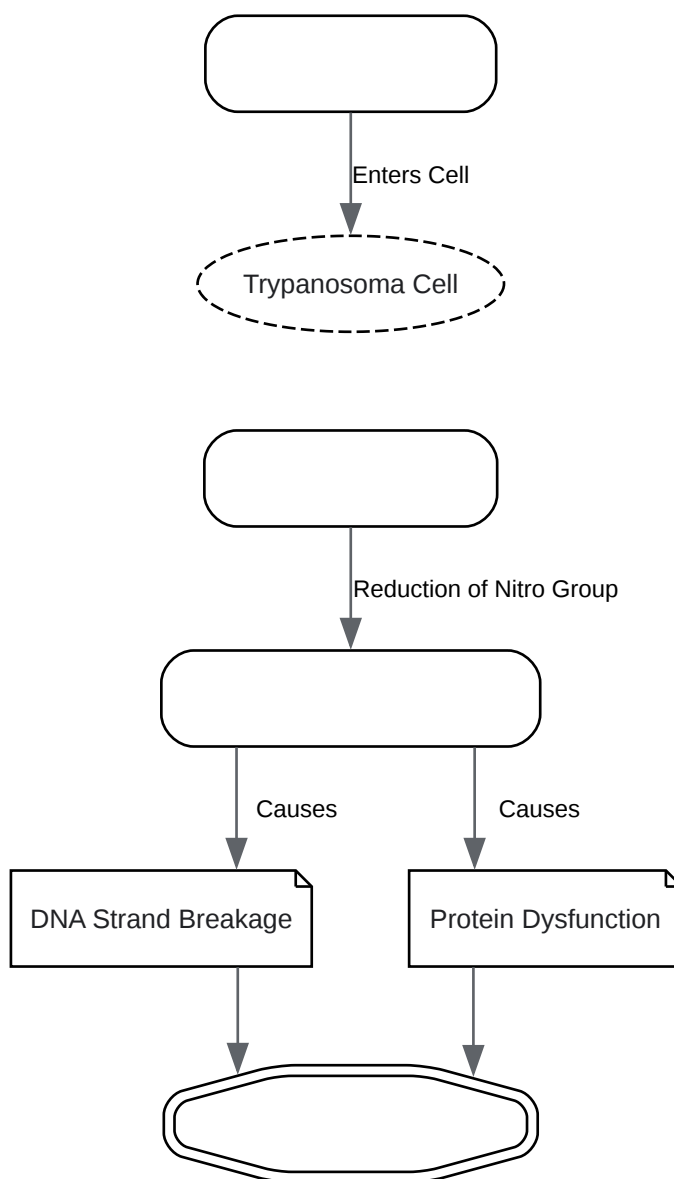 Enters Cell
Trypanosoma Cell
Reduction of Nitro Group
Causes
Causes
DNA Strand Breakage
Protein Dysfunction